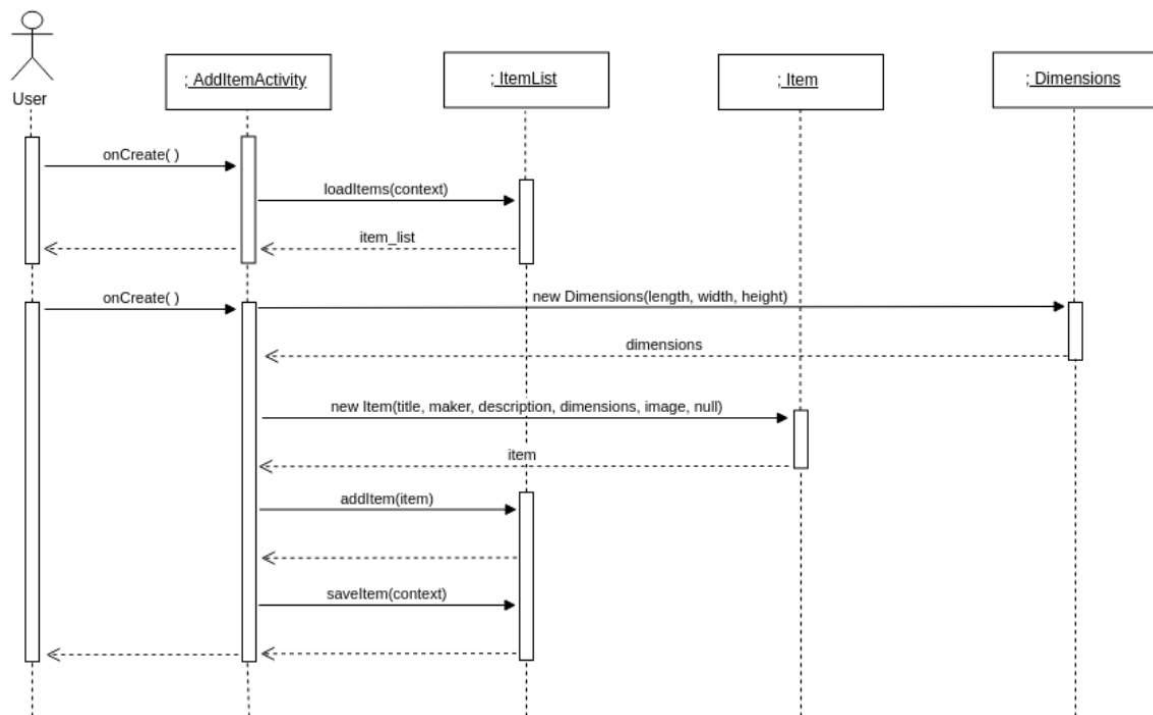 User
; AddItemActivity
; ItemList
; Item
; Dimensions
onCreate( )
loadItems(context)
item_list
onCreate( )
new Dimensions(length, width, height)
dimensions
new Item(title, maker, description, dimensions, image, null)
item
addItem(item)
saveItem(context)